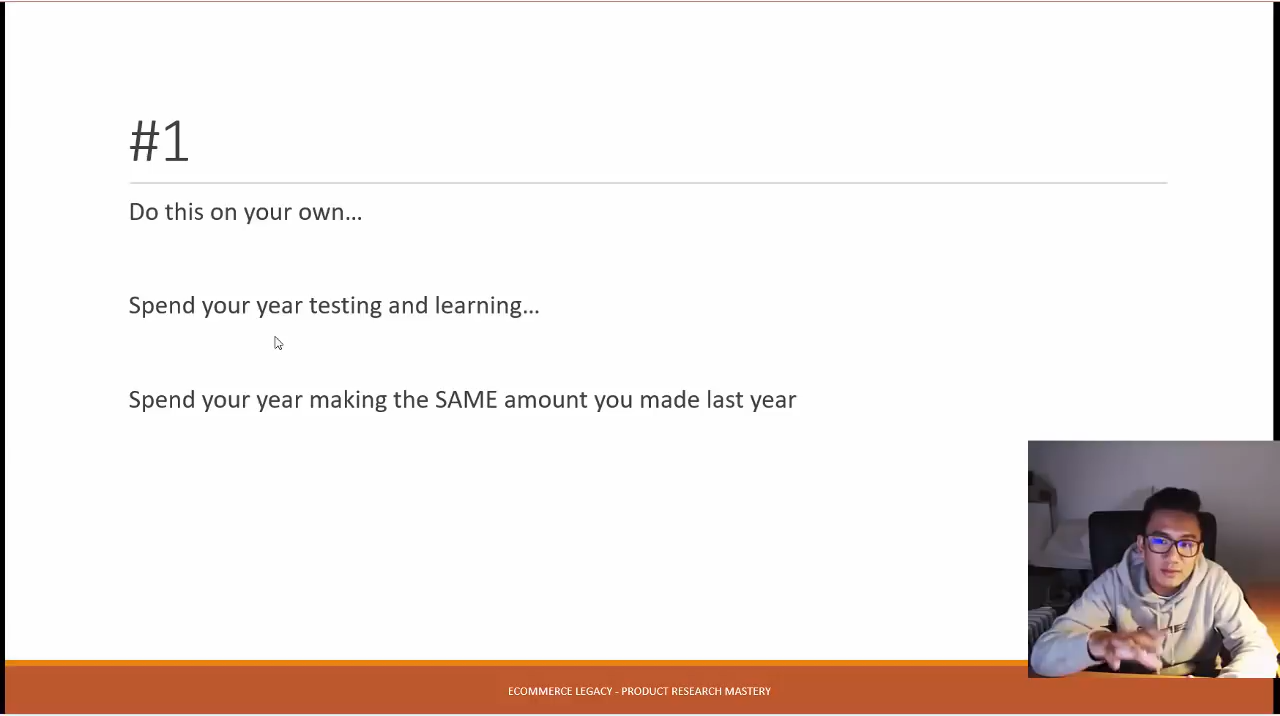 #1
Do this on your own...
Spend your year testing and learning...
Spend your year making the SAME amount you made last year
ECOMMERCE LEGACY - PRODUCT RESEARCH MASTERY